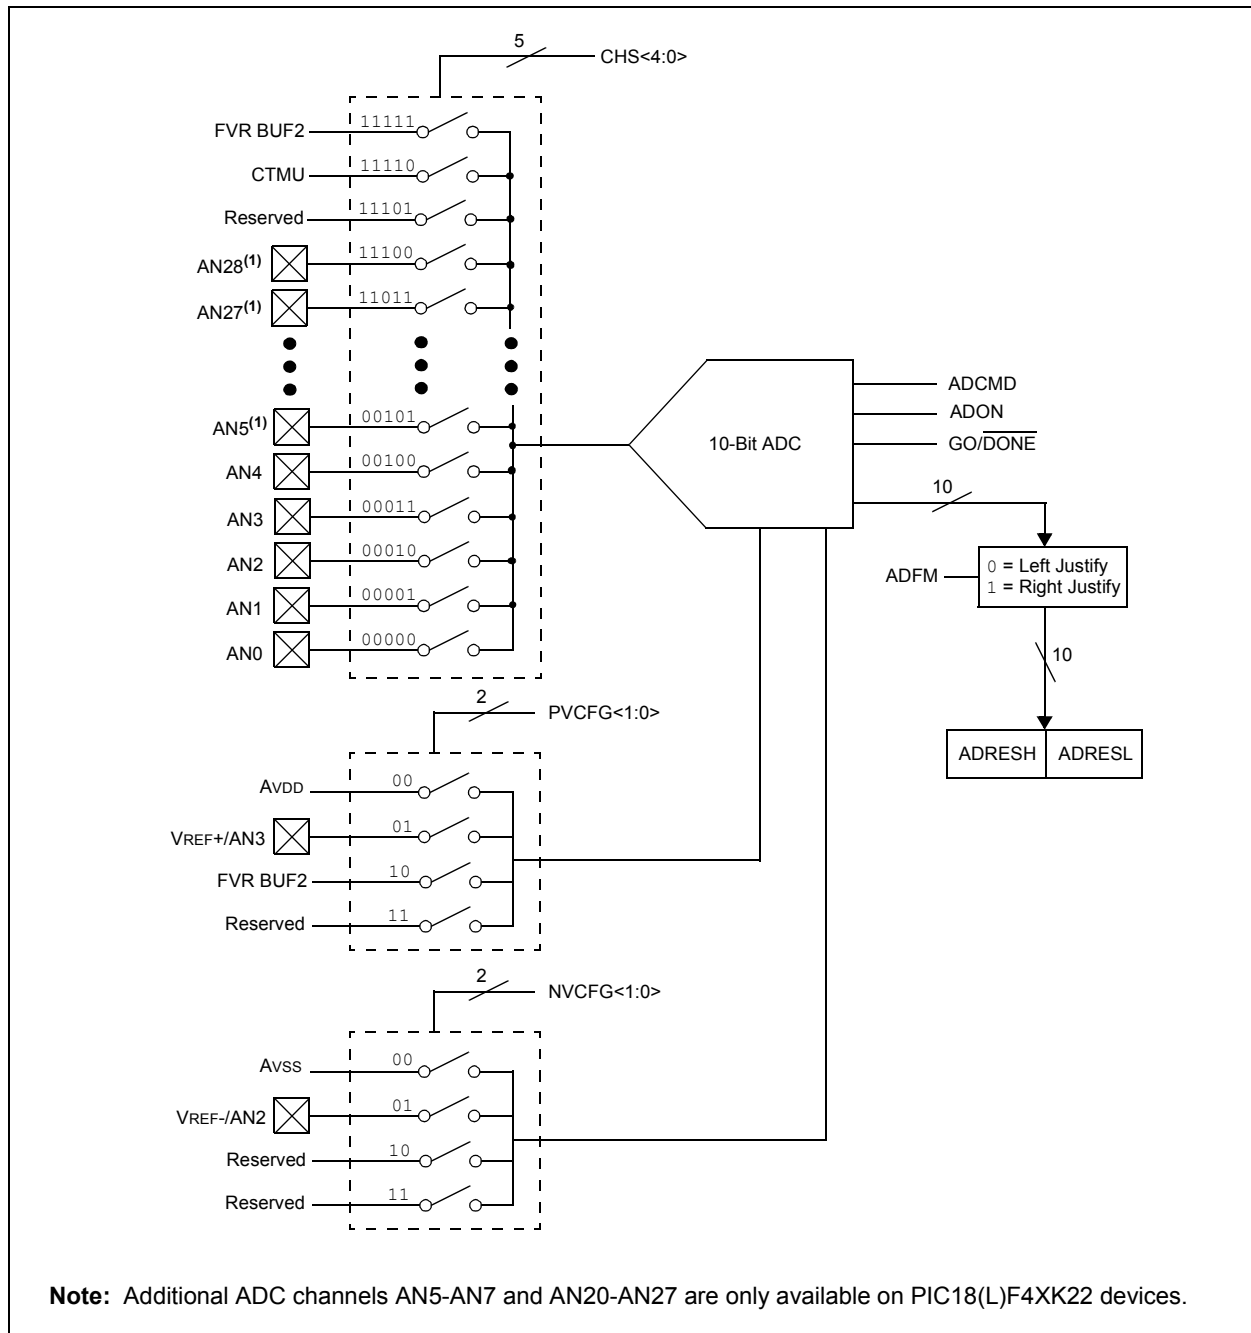 5
CHS<4:0>
FVR BUF2
11111
CTMU
11110
Reserved
11101
AN28(1)
11100
AN27(1)
11011
AN5(1)
00101
AN4
00100
AN3
00011
AN2
00010
AN1
00001
AN0
00000
10-Bit ADC
ADCMD
ADON
GO/DONE
10
ADFM
0 = Left Justify
1 = Right Justify
10
ADRESH
ADRESL
2
PVCFG<1:0>
AVDD
00
VREF+/AN3
01
FVR BUF2
10
Reserved
11
2
NVCFG<1:0>
AVSS
00
VREF-/AN2
01
Reserved
10
Reserved
11
Note: Additional ADC channels AN5-AN7 and AN20-AN27 are only available on PIC18(L)F4XK22 devices.